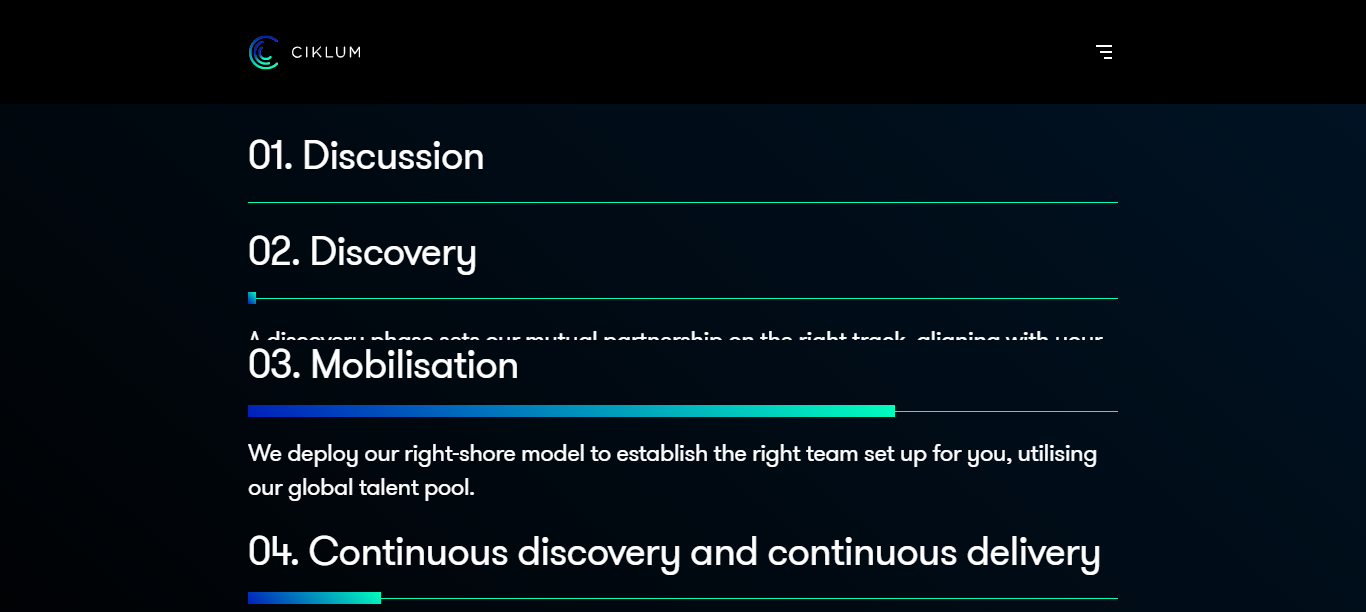 CIKLUM
01. Discussion
02. Discovery
A discovery phase sets our mutual partnership on the right track, aligning with your
03. Mobilisation
We deploy our right-shore model to establish the right team set up for you, utilising
our global talent pool.
04. Continuous discovery and continuous delivery